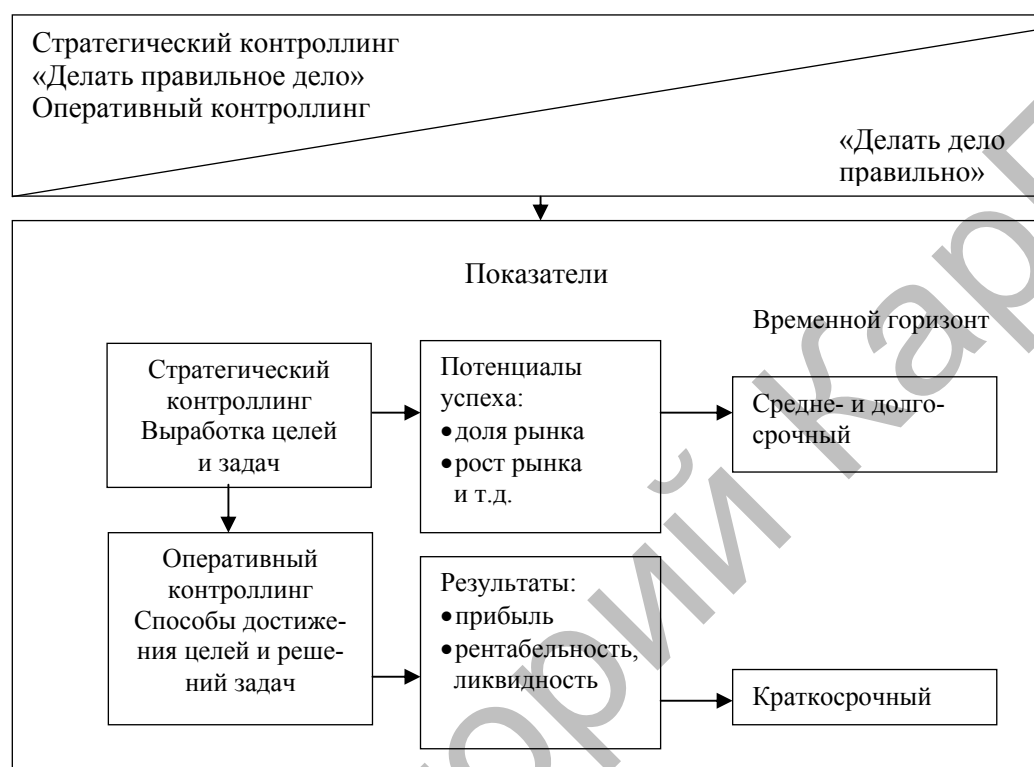 Стратегический контроллинг
«Делать правильное дело»
Оперативный контроллинг
«Делать дело
правильно»
Показатели
Временной горизонт
Стратегический
контроллинг
Выработка целей
и задач
Потенциалы
успеха:
•доля рынка
•рост рынка
и т.д.
Средне- и долго-
срочный
Оперативный
контроллинг
Способы достиже-
ния целей и реше-
ний задач
Результаты:
•прибыль
•рентабельность,
ликвидность
Краткосрочный